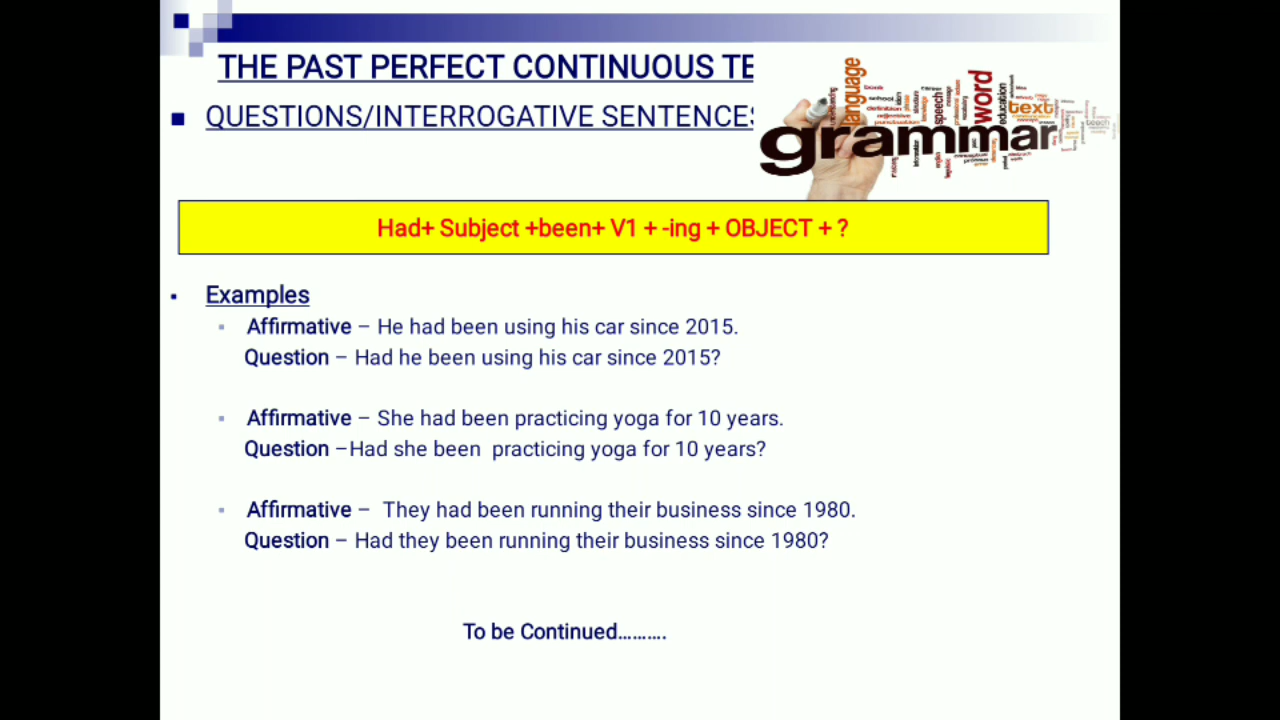 THE PAST PERFECT CONTINUOUS TE
QUESTIONS/INTERROGATIVE SENTENCES
language
word
speech
education
text
grammar
Had+ Subject +been+ V1 + -ing + OBJECT + ?
Examples
Affirmative – He had been using his car since 2015.
Question – Had he been using his car since 2015?
Affirmative – She had been practicing yoga for 10 years.
Question –Had she been  practicing yoga for 10 years?
Affirmative –  They had been running their business since 1980.
Question – Had they been running their business since 1980?
To be Continued……….